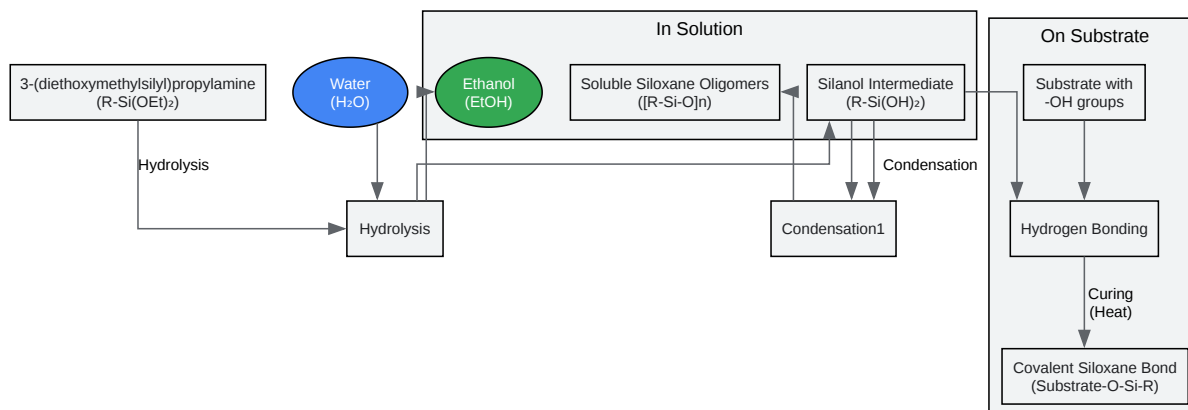 In Solution
On Substrate
3-(diethoxymethylsilyl)propylamine
(R-Si(OEt)₂)
Water
(H₂O)
Ethanol
(EtOH)
Soluble Siloxane Oligomers
([R-Si-O]n)
Silanol Intermediate
(R-Si(OH)₂)
Substrate with
-OH groups
Hydrolysis
Condensation
Hydrolysis
Condensation1
Hydrogen Bonding
Curing
(Heat)
Covalent Siloxane Bond
(Substrate-O-Si-R)